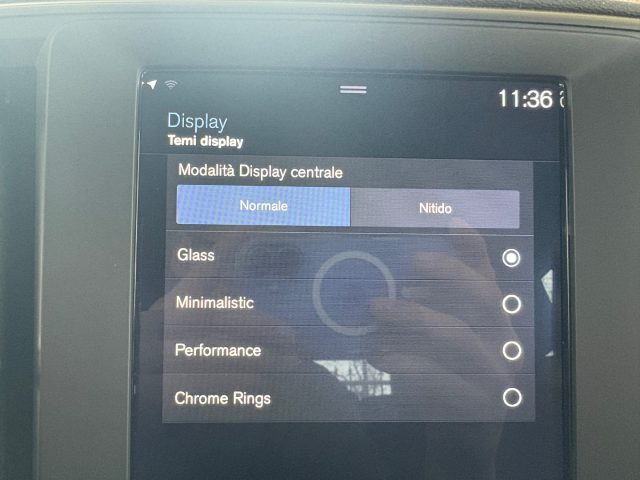 11:36
Display
Temi display
Modalità Display centrale
Normale
Nitido
Glass
Minimalistic
Performance
Chrome Rings